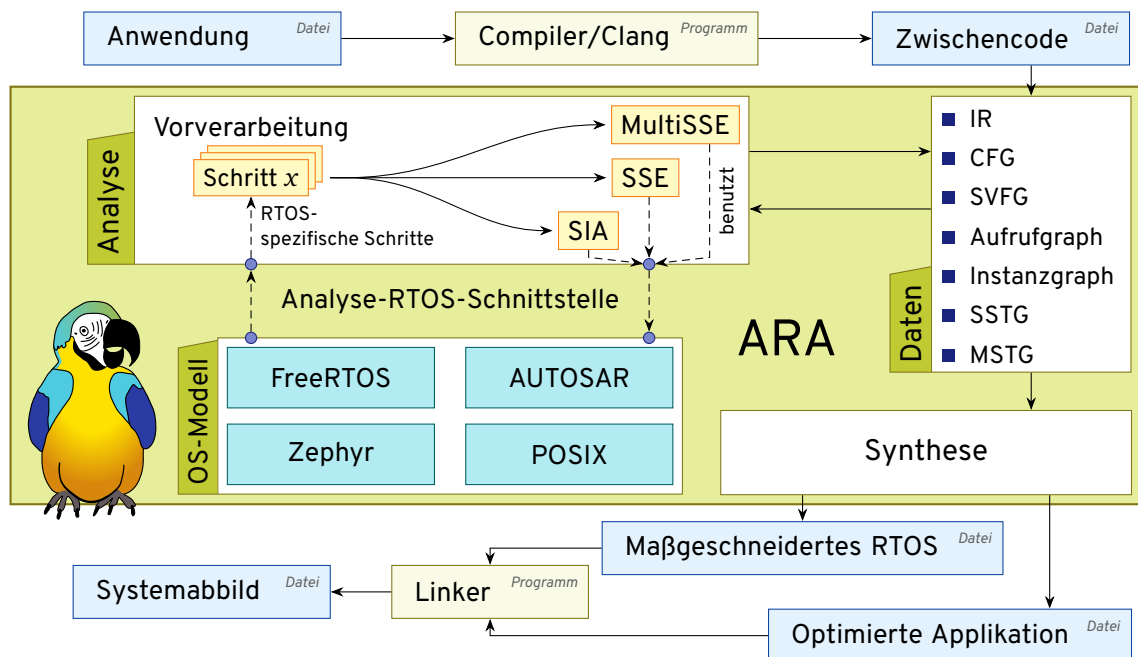 Anwendung Datei
Compiler/Clang Programm
Zwischencode Datei
Analyse
Vorverarbeitung
Schritt x
RTOS-
spezifische Schritte
MultiSSE
SSE
SIA
benutzt
Analyse-RTOS-Schnittstelle
OS-Modell
FreeRTOS
AUTOSAR
Zephyr
POSIX
ARA
Daten
IR
CFG
SVFG
Aufrufgraph
Instanzgraph
SSTG
MSTG
Synthese
Maßgeschneidertes RTOS Datei
Systemabbild Datei
Linker Programm
Optimierte Applikation Datei